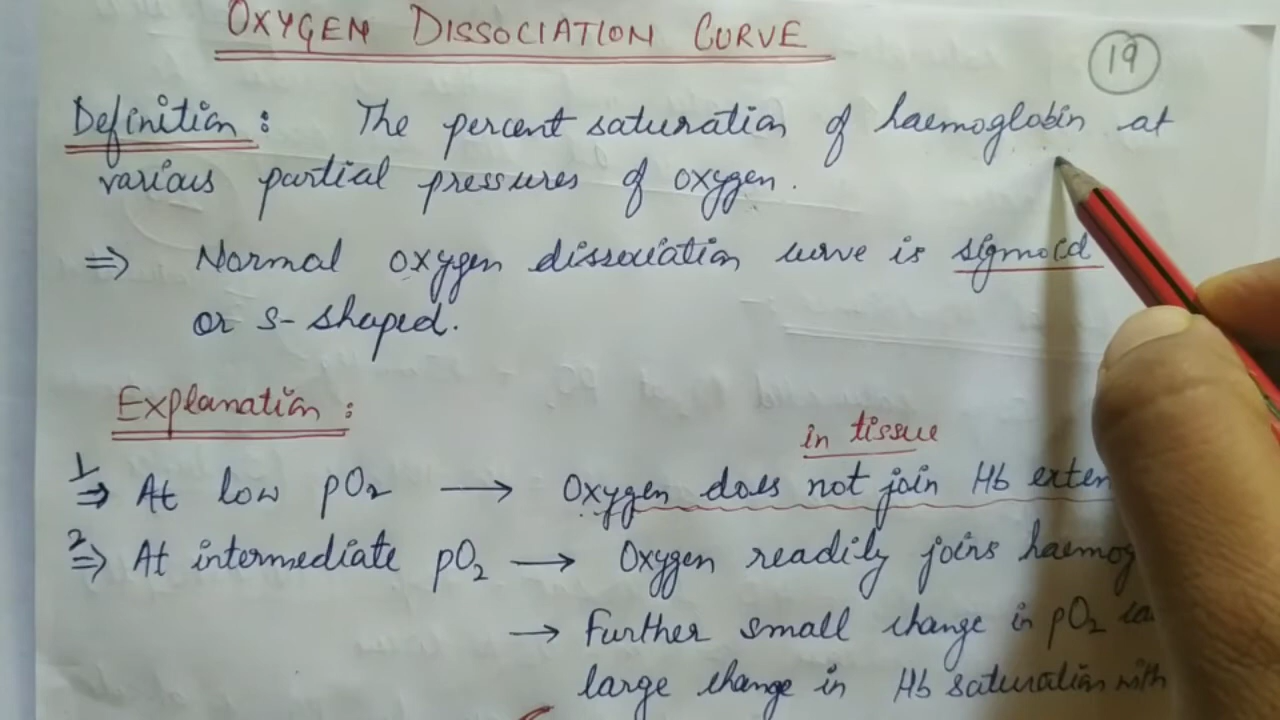 OXYGEN DISSOCIATION CURVE
19
Definition : The percent saturation of haemoglobin at
various partial pressures of oxygen.
⇒ Normal oxygen dissociation curve is sigmoid
or s-shaped.
Explanation :
in tissue
1 ⇒ At low pO₂ → Oxygen does not join Hb exten
2 ⇒ At intermediate pO₂ → Oxygen readily joins haemog
→ Further small change in pO₂ ca
large change in Hb saturation with